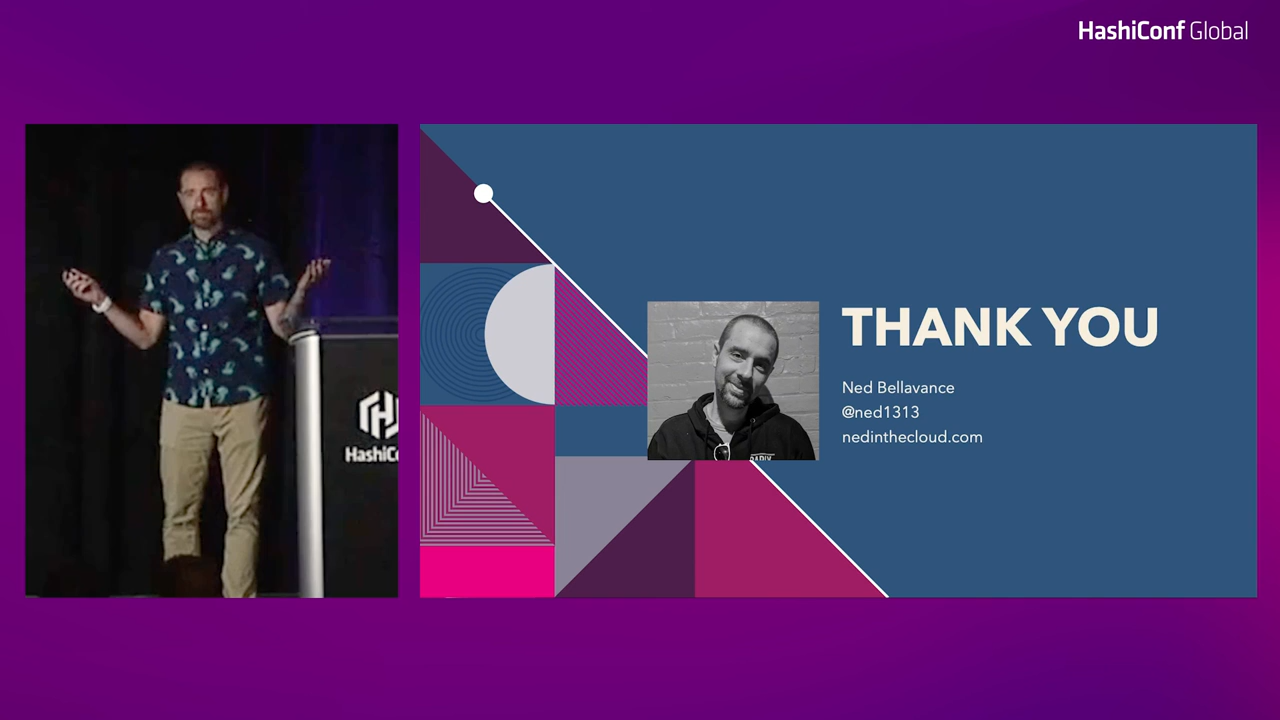 HashiConf Global
HashiCo
THANK YOU
Ned Bellavance
@ned1313
nedinthecloud.com